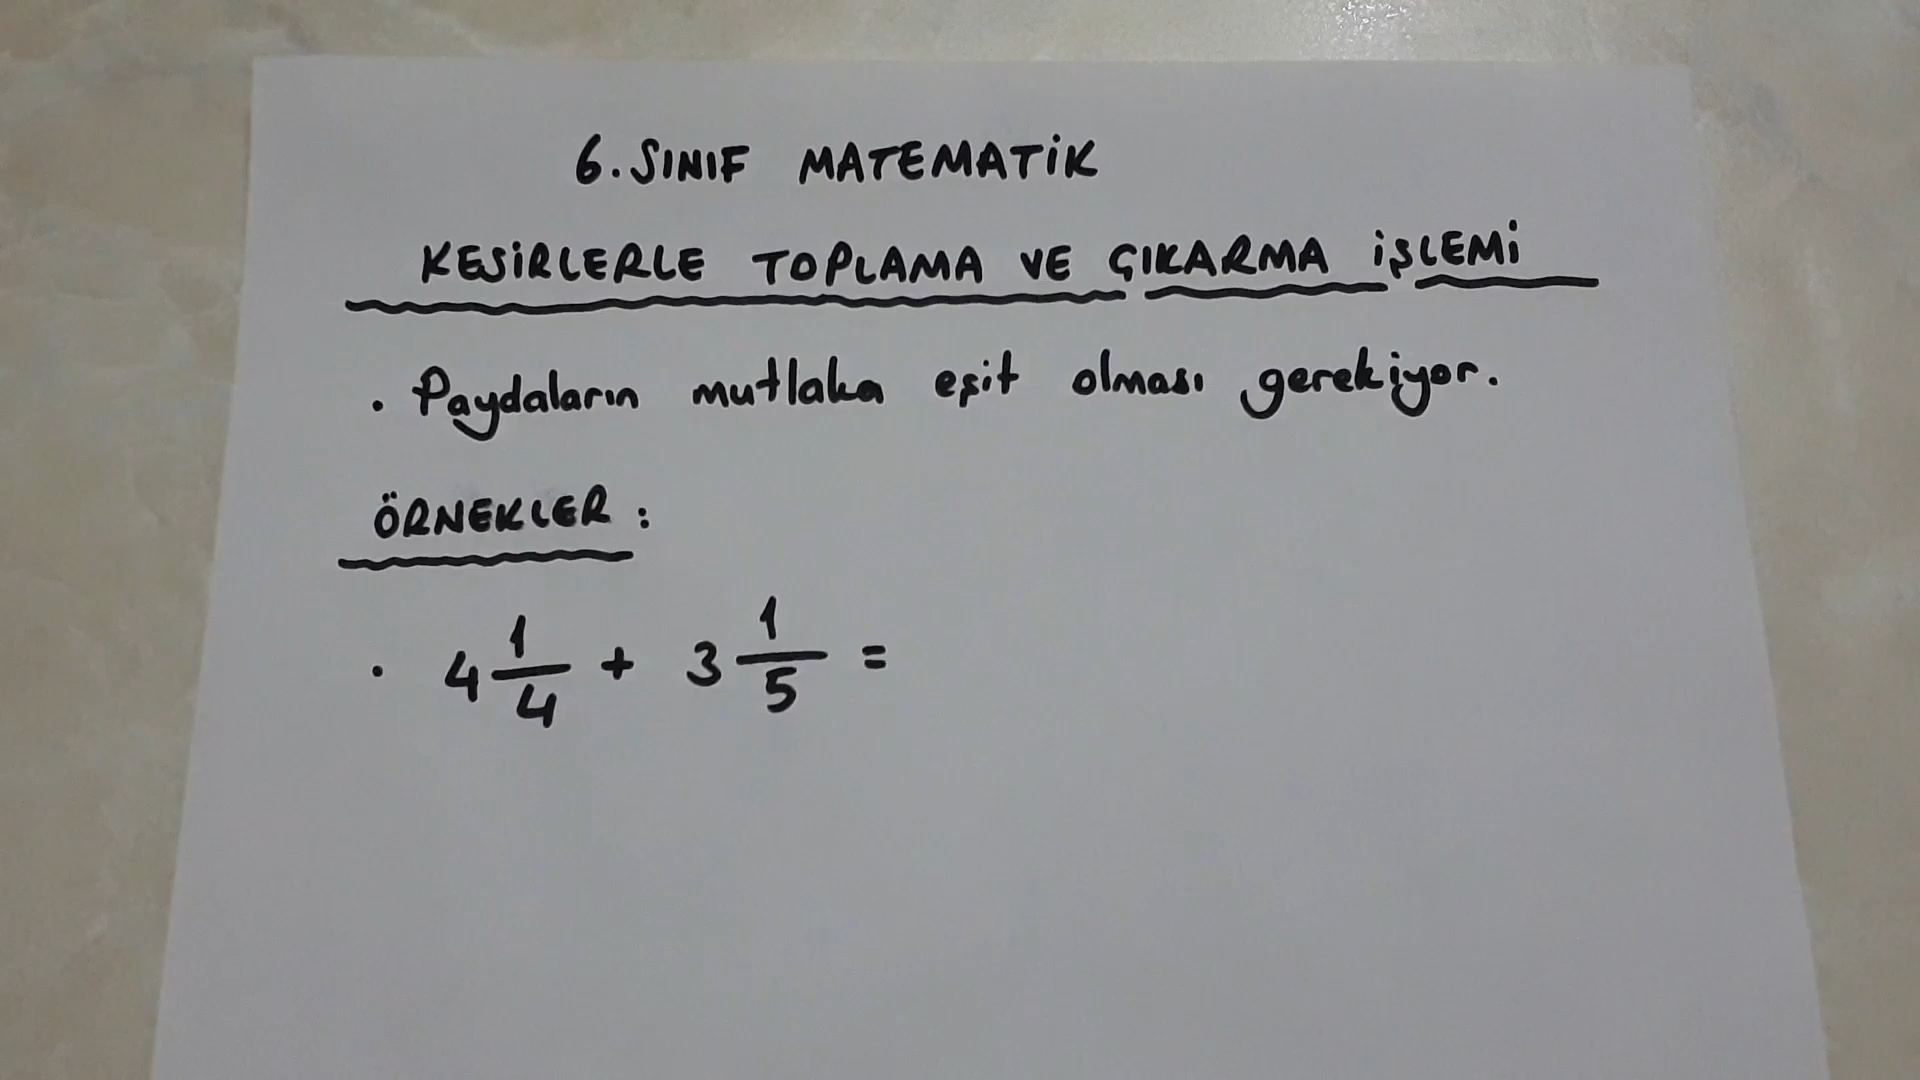 6. SINIF MATEMATİK
KESİRLERLE TOPLAMA VE ÇIKARMA İŞLEMİ
• Paydaların mutlaka eşit olması gerekiyor.
ÖRNEKLER :
• 4 1/4 + 3 1/5 =